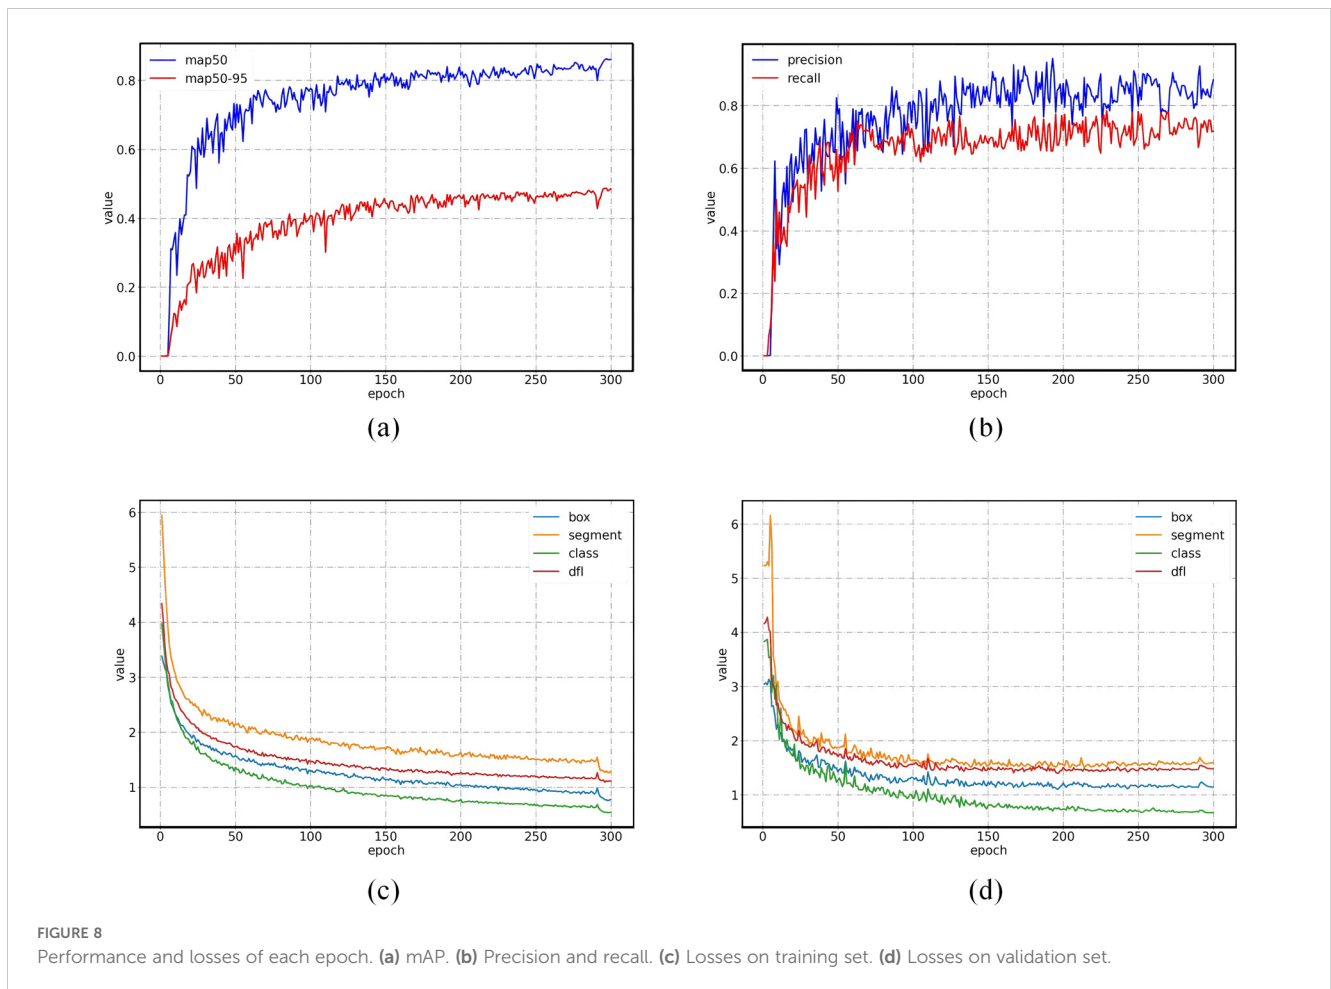 map50
map50-95
0.8
0.6
0.4
0.2
0.0
value
0 50 100 150 200 250 300
epoch
(a)
precision
recall
0.8
0.6
0.4
0.2
0.0
value
0 50 100 150 200 250 300
epoch
(b)
box
segment
class
dfl
6
5
4
3
2
1
value
0 50 100 150 200 250 300
epoch
(c)
box
segment
class
dfl
6
5
4
3
2
1
value
0 50 100 150 200 250 300
epoch
(d)
FIGURE 8
Performance and losses of each epoch. (a) mAP. (b) Precision and recall. (c) Losses on training set. (d) Losses on validation set.